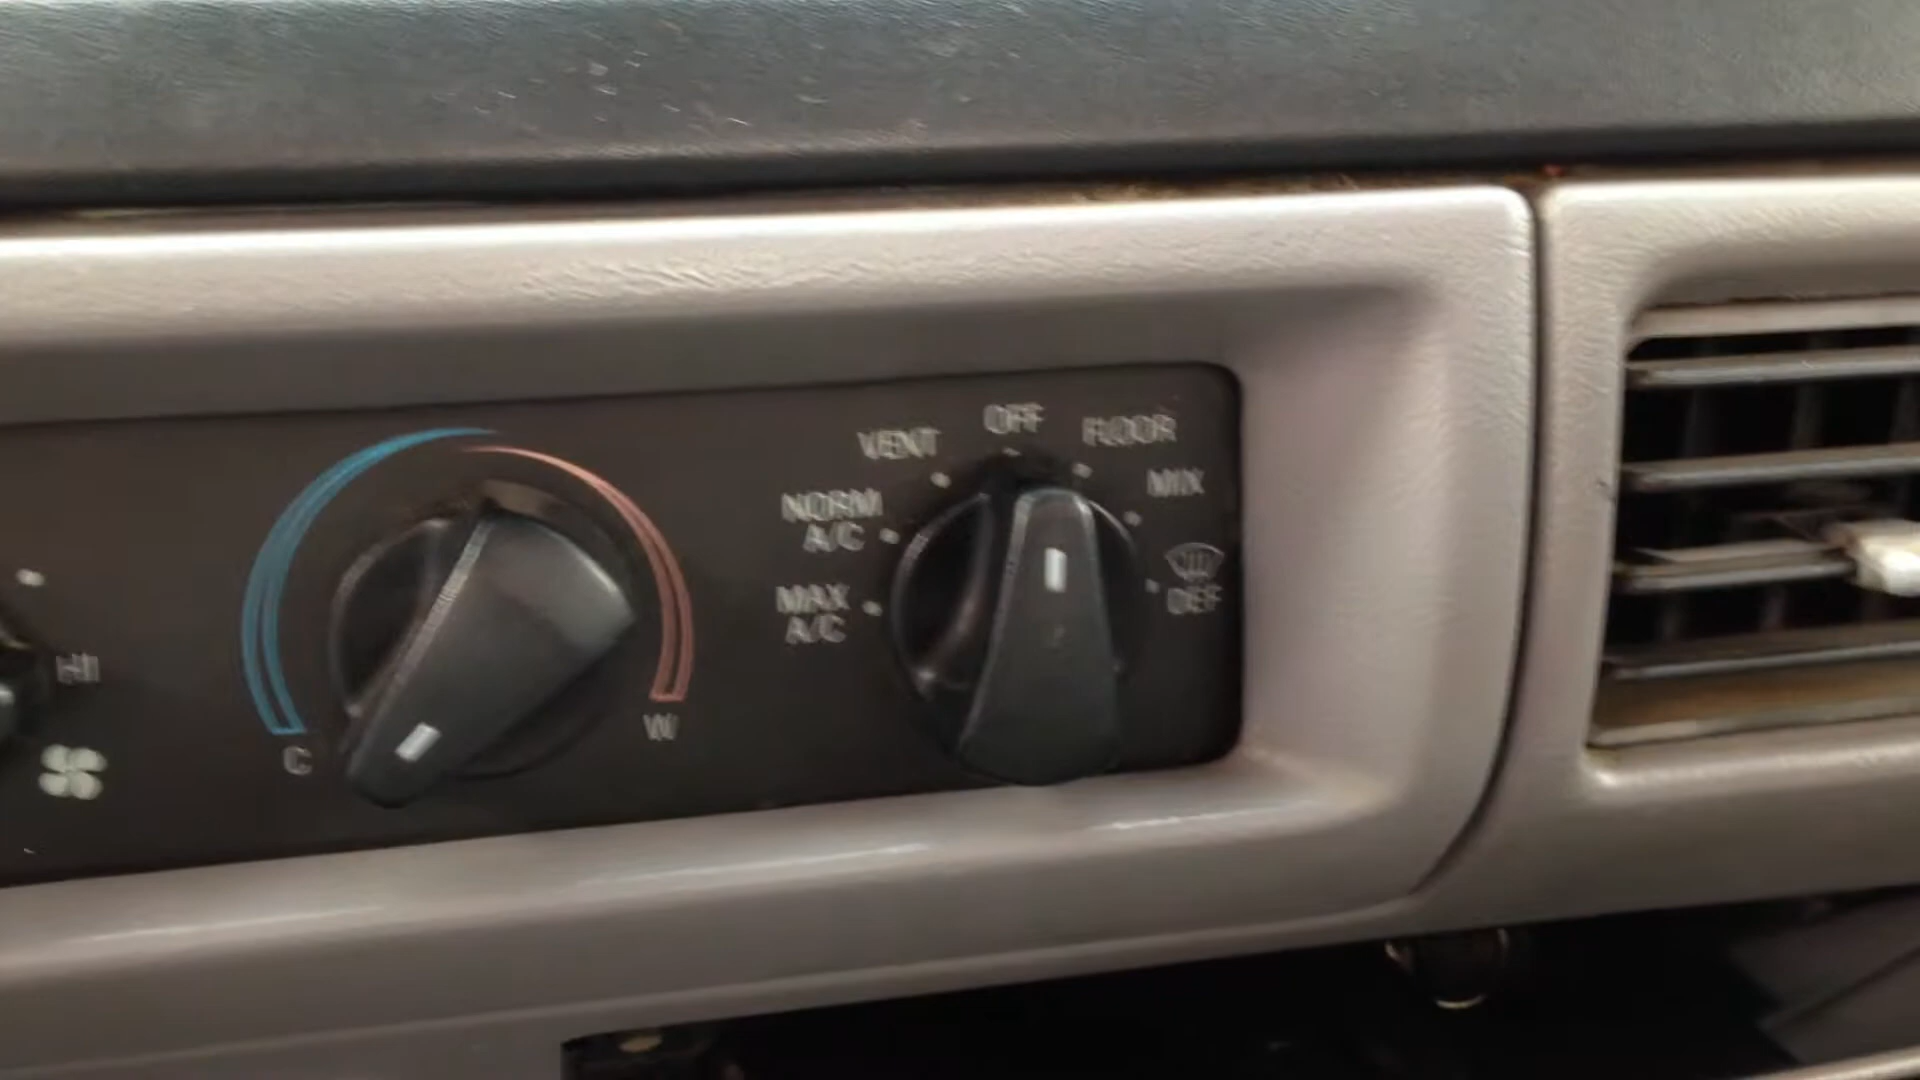 OFF
VENT
FLOOR
NORM
A/C
MIX
MAX
A/C
DEF
HI
C
W